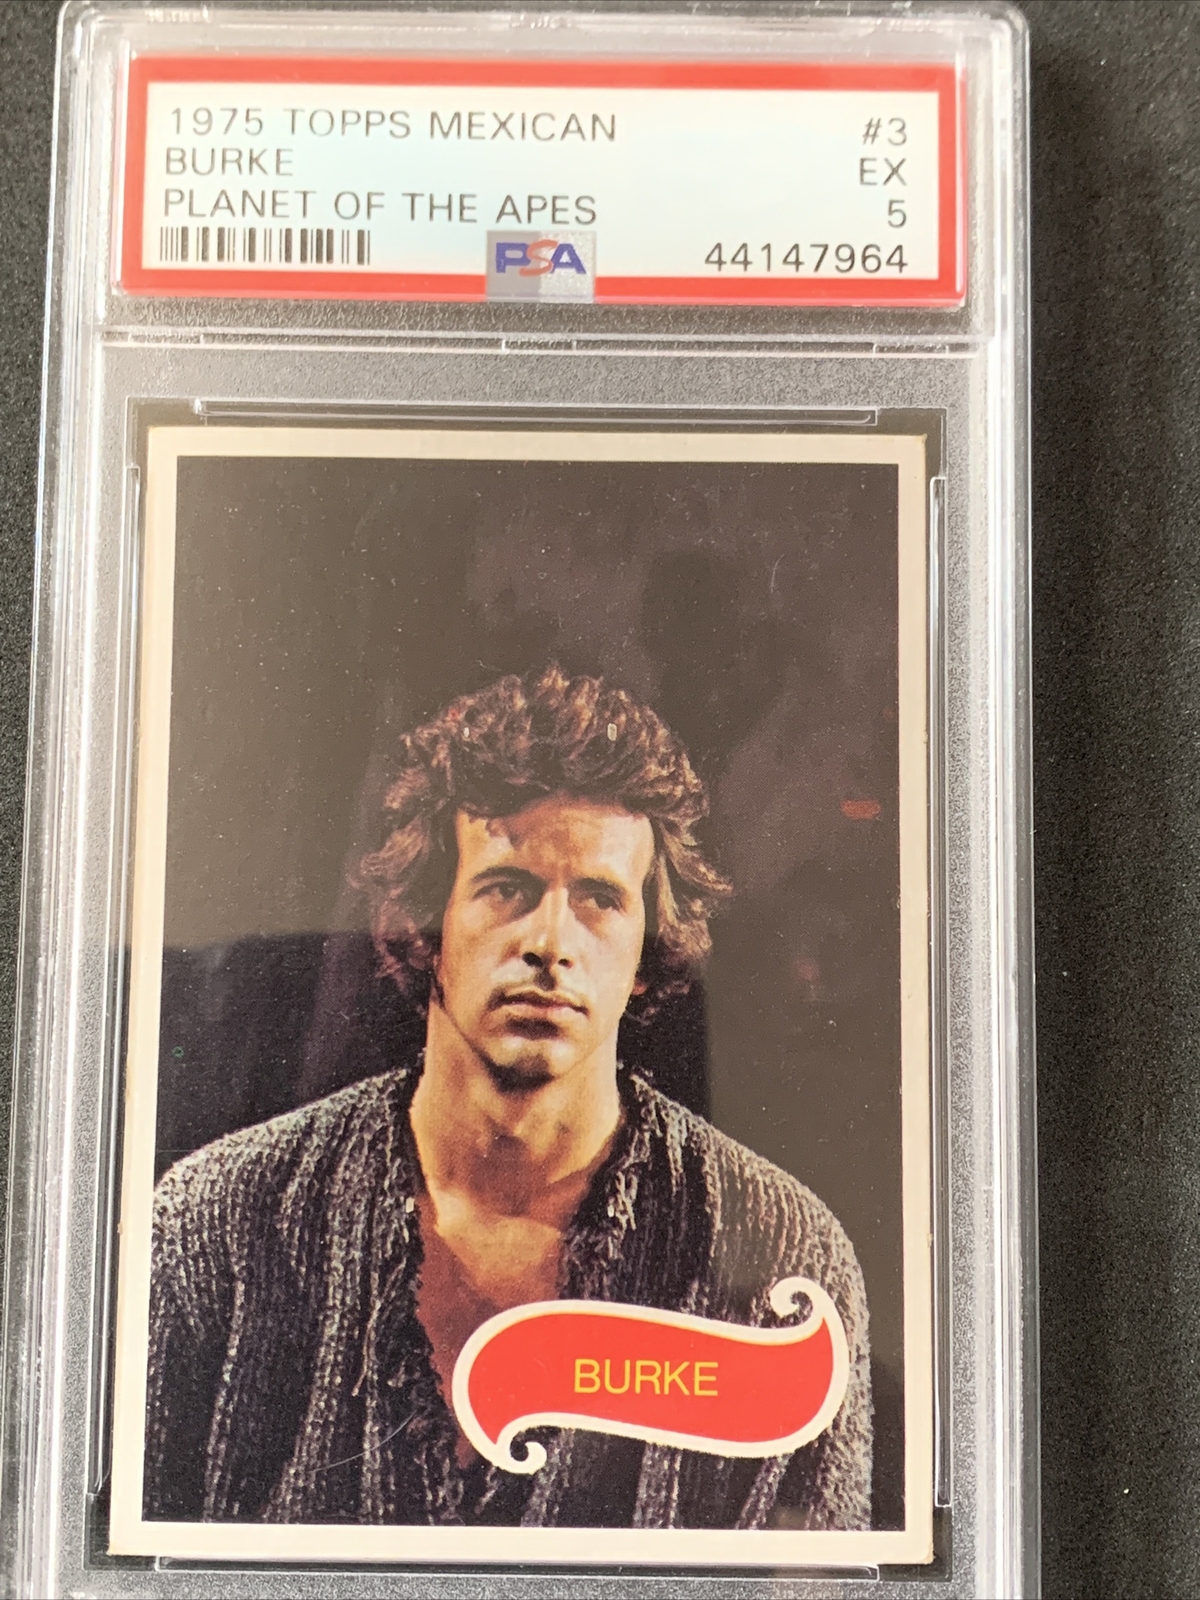 1975 TOPPS MEXICAN #3
BURKE EX
PLANET OF THE APES 5
PSA 44147964
BURKE